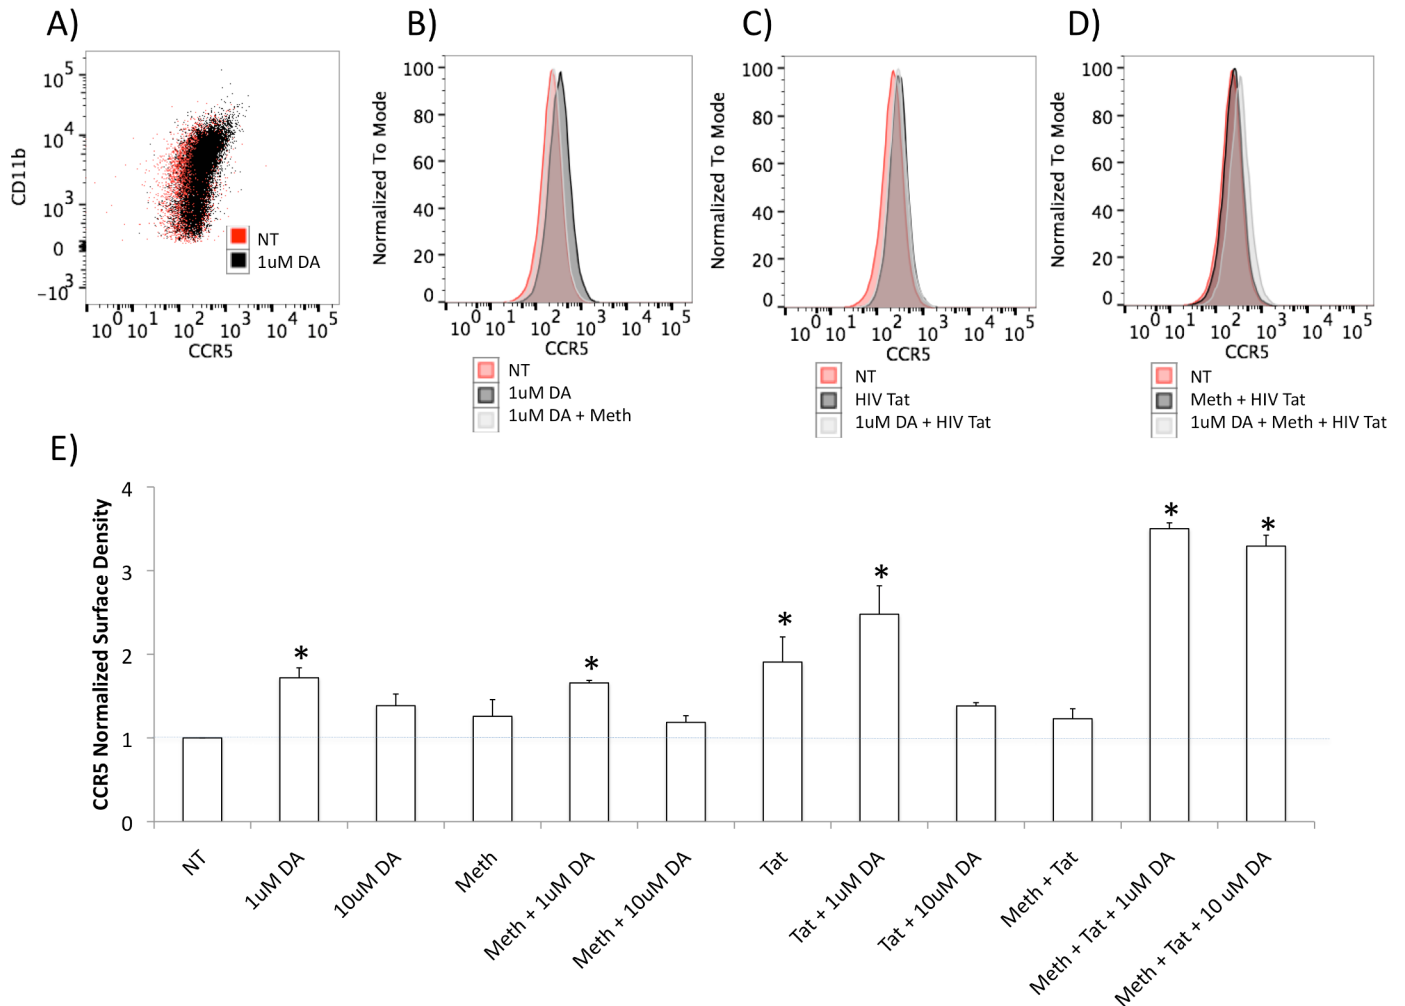 A)
B)
C)
D)
10^5
10^4
10^3
0
-10^3
CD11b
10^0 10^1 10^2 10^3 10^4 10^5
CCR5
NT
1uM DA
Normalized To Mode
100
80
60
40
20
0
10^0 10^1 10^2 10^3 10^4 10^5
CCR5
NT
1uM DA
1uM DA + Meth
Normalized To Mode
100
80
60
40
20
0
10^0 10^1 10^2 10^3 10^4 10^5
CCR5
NT
HIV Tat
1uM DA + HIV Tat
Normalized To Mode
100
80
60
40
20
0
10^0 10^1 10^2 10^3 10^4 10^5
CCR5
NT
Meth + HIV Tat
1uM DA + Meth + HIV Tat
E)
CCR5 Normalized Surface Density
4
3
2
1
0
* * * * * *
NT
1uM DA
10uM DA
Meth
Meth + 1uM DA
Meth + 10uM DA
Tat
Tat + 1uM DA
Tat + 10uM DA
Meth + Tat
Meth + Tat + 1uM DA
Meth + Tat + 10 uM DA